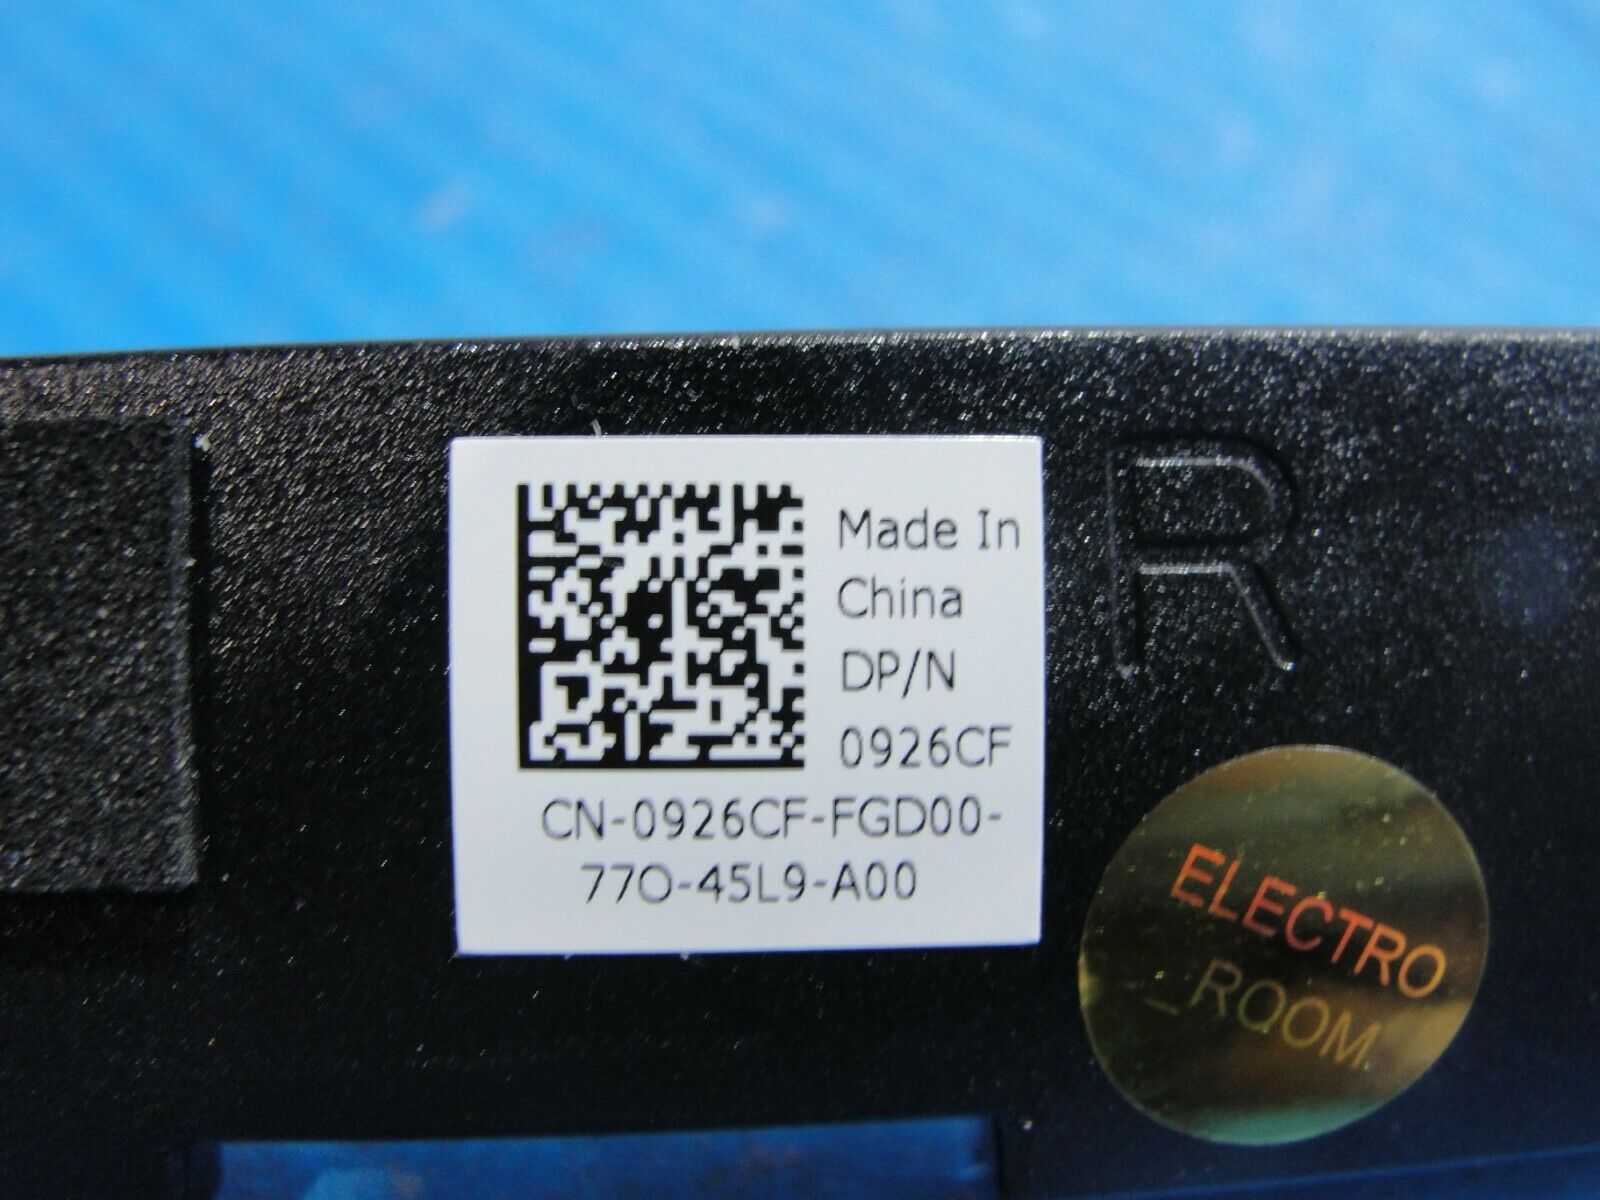 Made In
China
DP/N
0926CF
CN-0926CF-FGD00-
77O-45L9-A00
R
ELECTRO
_ROOM